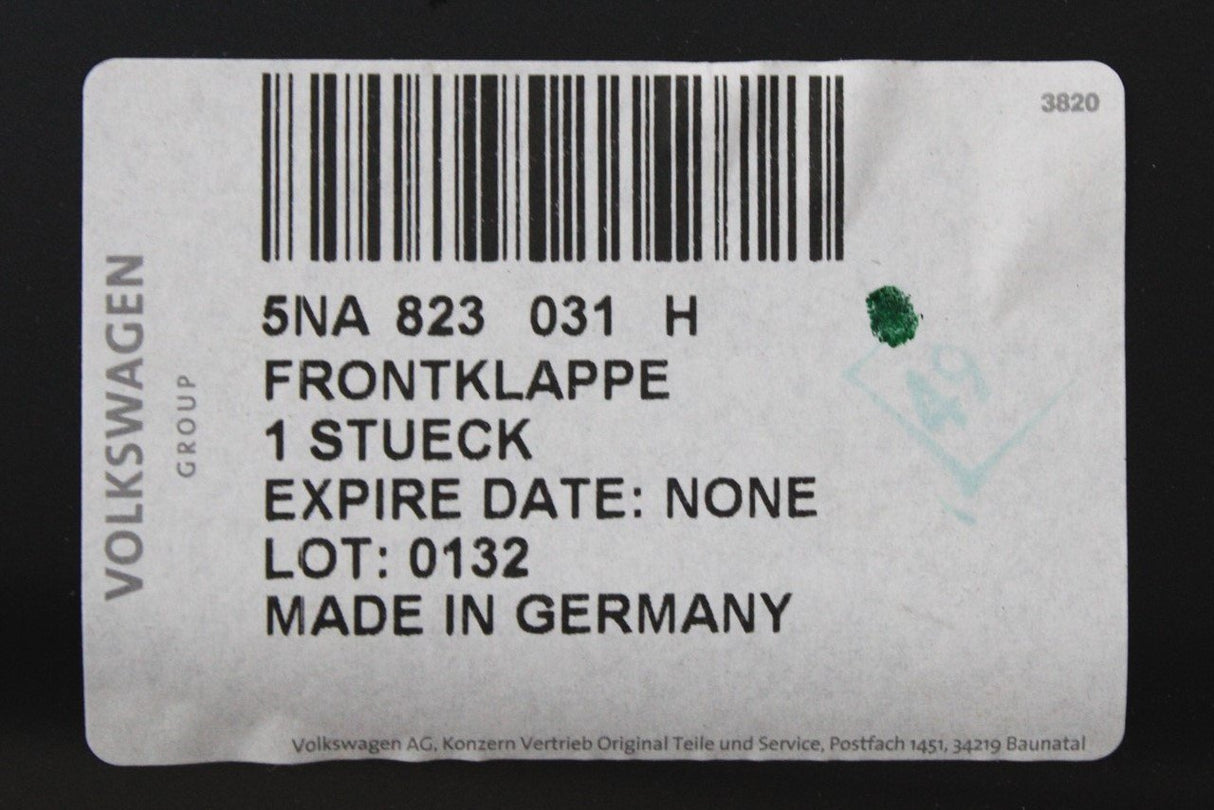 3820
VOLKSWAGEN
GROUP
5NA 823 031 H
FRONTKLAPPE
1 STUECK
EXPIRE DATE: NONE
LOT: 0132
MADE IN GERMANY
49
Volkswagen AG, Konzern Vertrieb Original Teile und Service, Postfach 1451, 34219 Baunatal